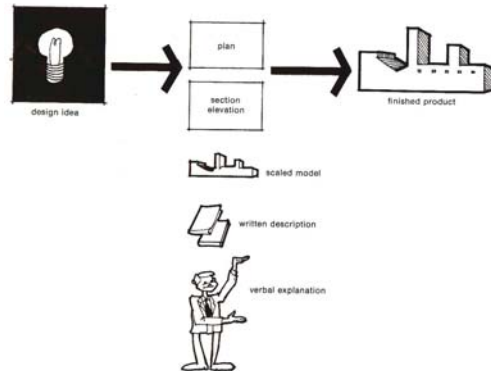 plan
design idea
section
elevation
finished product
scaled model
written description
verbal explanation